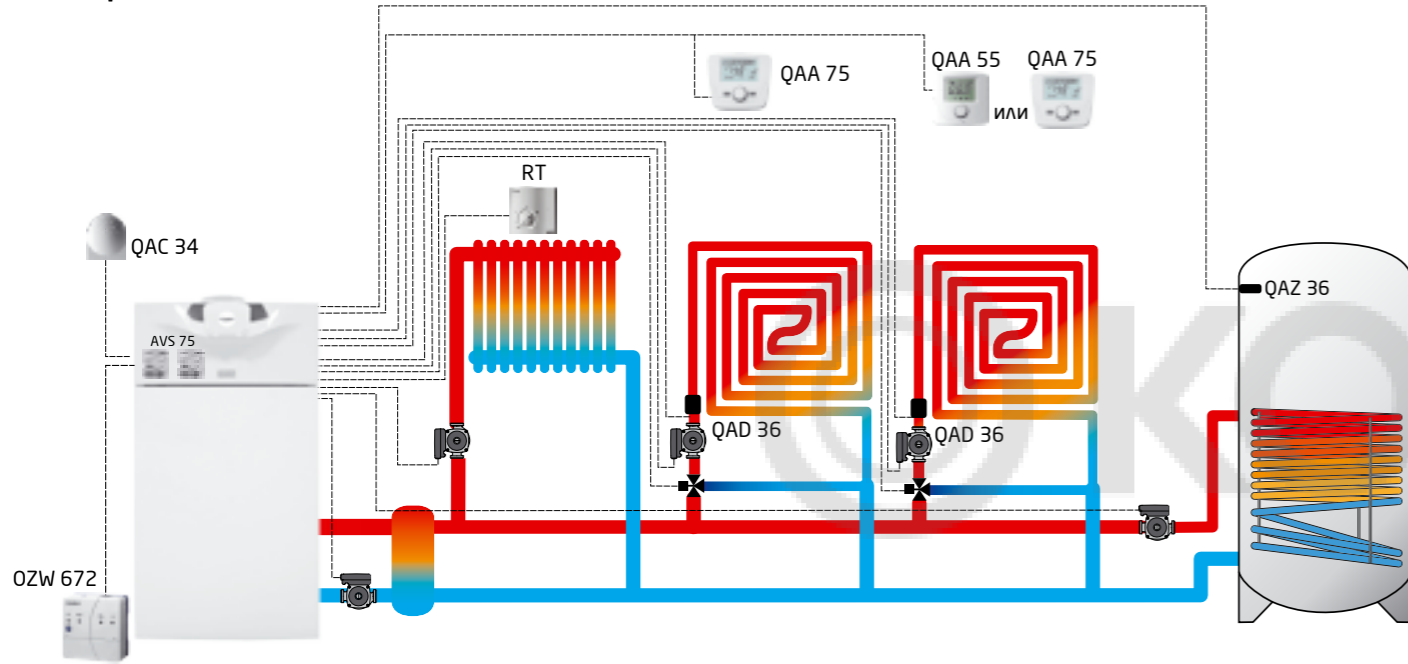 QAA 75
QAA 55
QAA 75
или
RT
QAC 34
QAZ 36
AVS 75
QAD 36
QAD 36
OZW 672